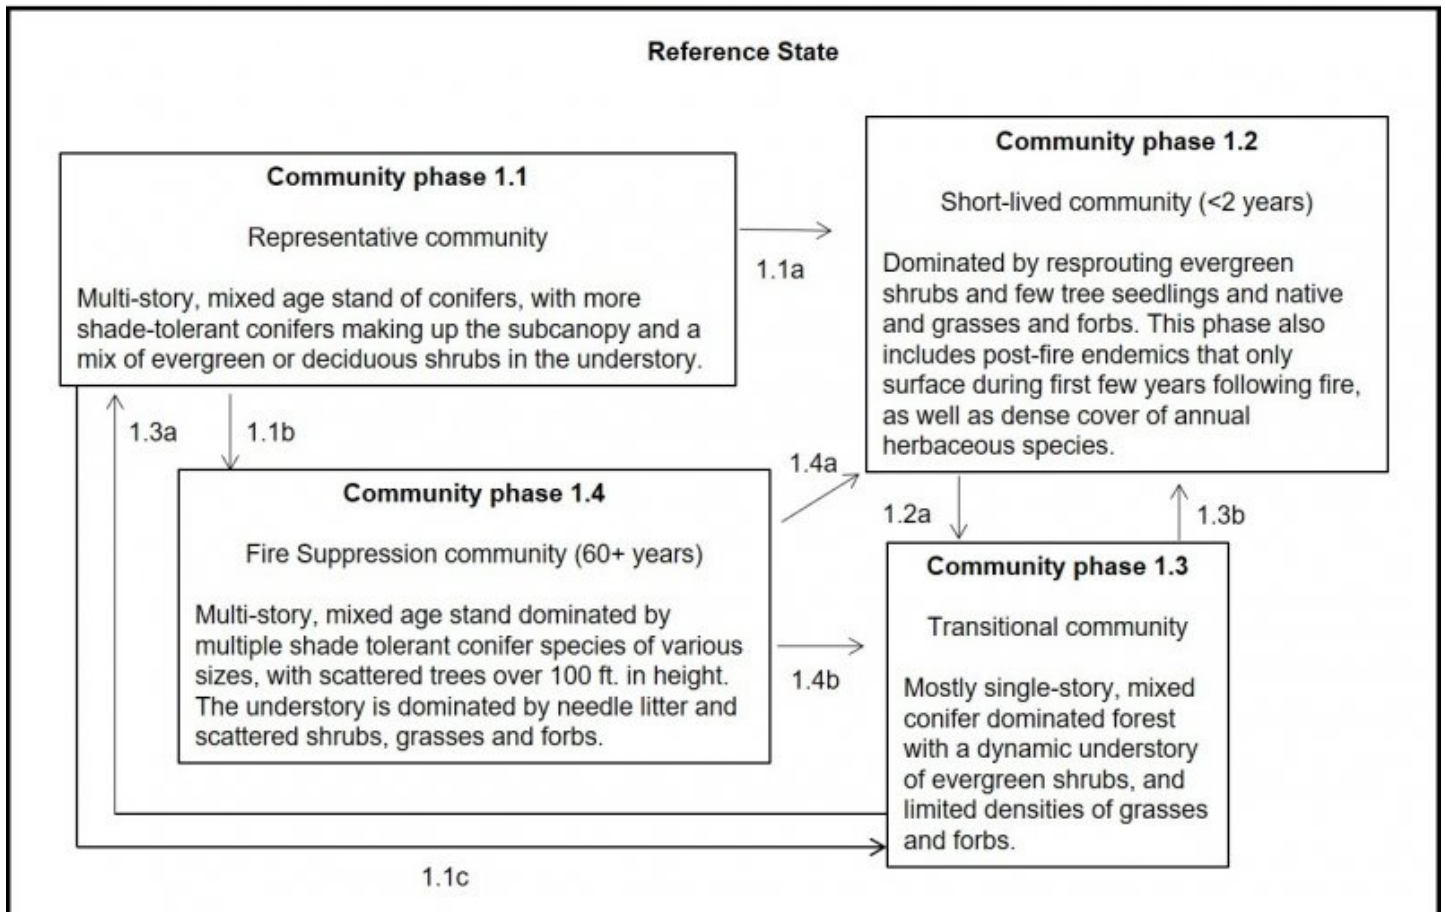 Reference State
Community phase 1.1
Representative community
Multi-story, mixed age stand of conifers, with more
shade-tolerant conifers making up the subcanopy and a
mix of evergreen or deciduous shrubs in the understory.
1.1a
Community phase 1.2
Short-lived community (<2 years)
Dominated by resprouting evergreen
shrubs and few tree seedlings and native
and grasses and forbs. This phase also
includes post-fire endemics that only
surface during first few years following fire,
as well as dense cover of annual
herbaceous species.
1.3a
1.1b
1.4a
1.2a
1.3b
Community phase 1.4
Fire Suppression community (60+ years)
Multi-story, mixed age stand dominated by
multiple shade tolerant conifer species of various
sizes, with scattered trees over 100 ft. in height.
The understory is dominated by needle litter and
scattered shrubs, grasses and forbs.
1.4b
Community phase 1.3
Transitional community
Mostly single-story, mixed
conifer dominated forest
with a dynamic understory
of evergreen shrubs, and
limited densities of grasses
and forbs.
1.1c